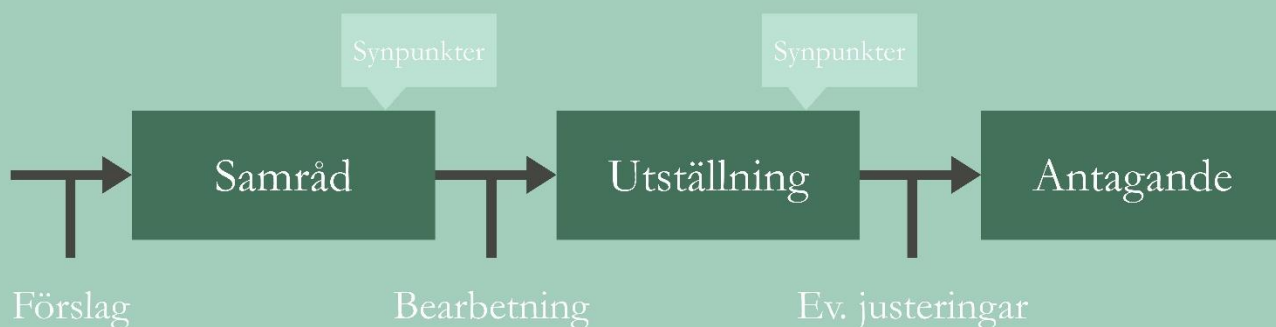 Synpunkter
Synpunkter
Samråd
Utställning
Antagande
Förslag
Bearbetning
Ev. justeringar